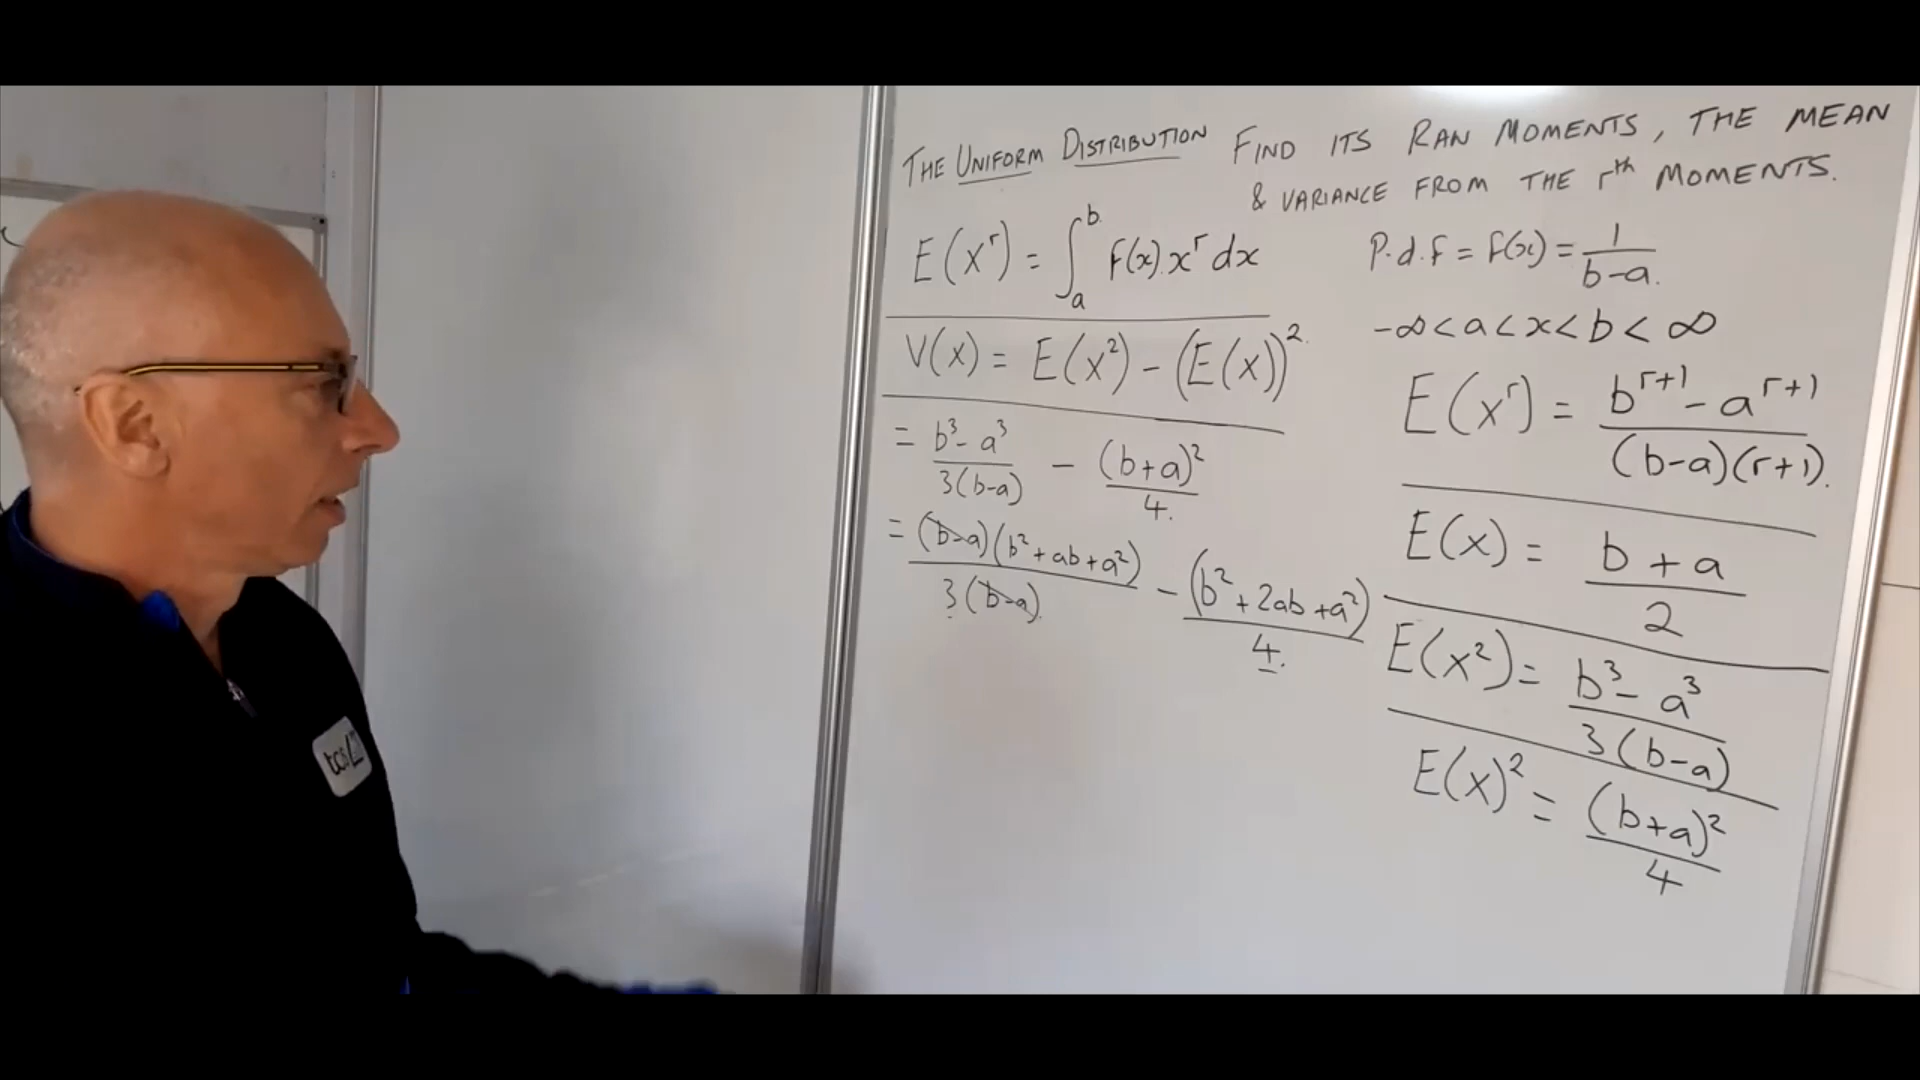 THE UNIFORM DISTRIBUTION FIND ITS RAN MOMENTS, THE MEAN
& VARIANCE FROM THE rᵗʰ MOMENTS.
E(xʳ) = ∫ₐᵇ f(x).xʳ dx
V(x) = E(x²) - (E(x))²
= b³- a³ / 3(b-a) - (b+a)² / 4.
= (b-a)(b²+ab+a²) / 3(b-a) - (b²+2ab+a²) / 4.
P.d.f = f(x) = 1 / b-a.
-∞<a<x<b<∞
E(xʳ) = bʳ⁺¹-aʳ⁺¹ / (b-a)(r+1).
E(x) = b+a / 2
E(x²) = b³- a³ / 3(b-a)
E(x)² = (b+a)² / 4